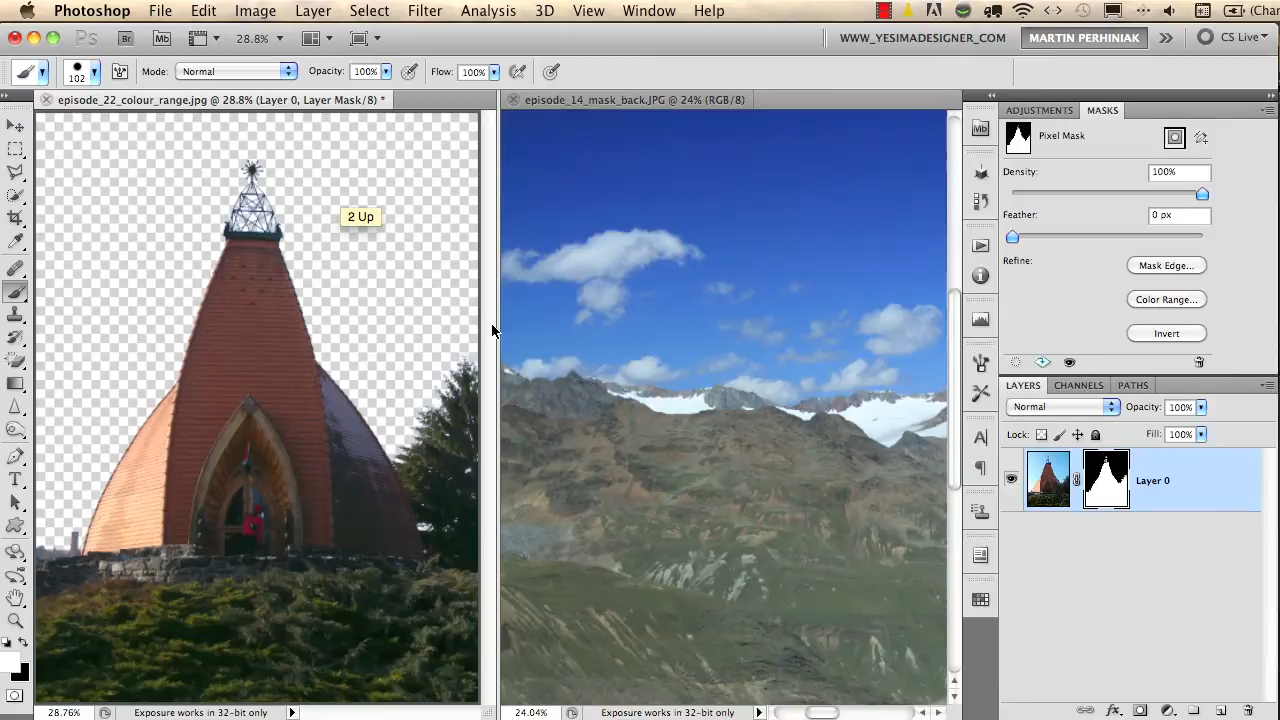 Photoshop File Edit Image Layer Select Filter Analysis 3D View Window Help (Char
Ps Br Mb 28.8% WWW_YESIMADESIGNER_COM MARTIN PERHINIAK CS Live
102 Mode: Normal Opacity: 100% Flow: 100%
episode_22_colour_range.jpg @ 28.8% (Layer 0, Layer Mask/8) *
episode_14_mask_back.JPG @ 24% (RGB/8)
2 Up
28.76% Exposure works in 32-bit only
24.04% Exposure works in 32-bit only
Mb
ADJUSTMENTS MASKS
Pixel Mask
Density: 100%
Feather: 0 px
Refine: Mask Edge...
Color Range...
Invert
LAYERS CHANNELS PATHS
Normal Opacity: 100%
Lock: Fill: 100%
Layer 0